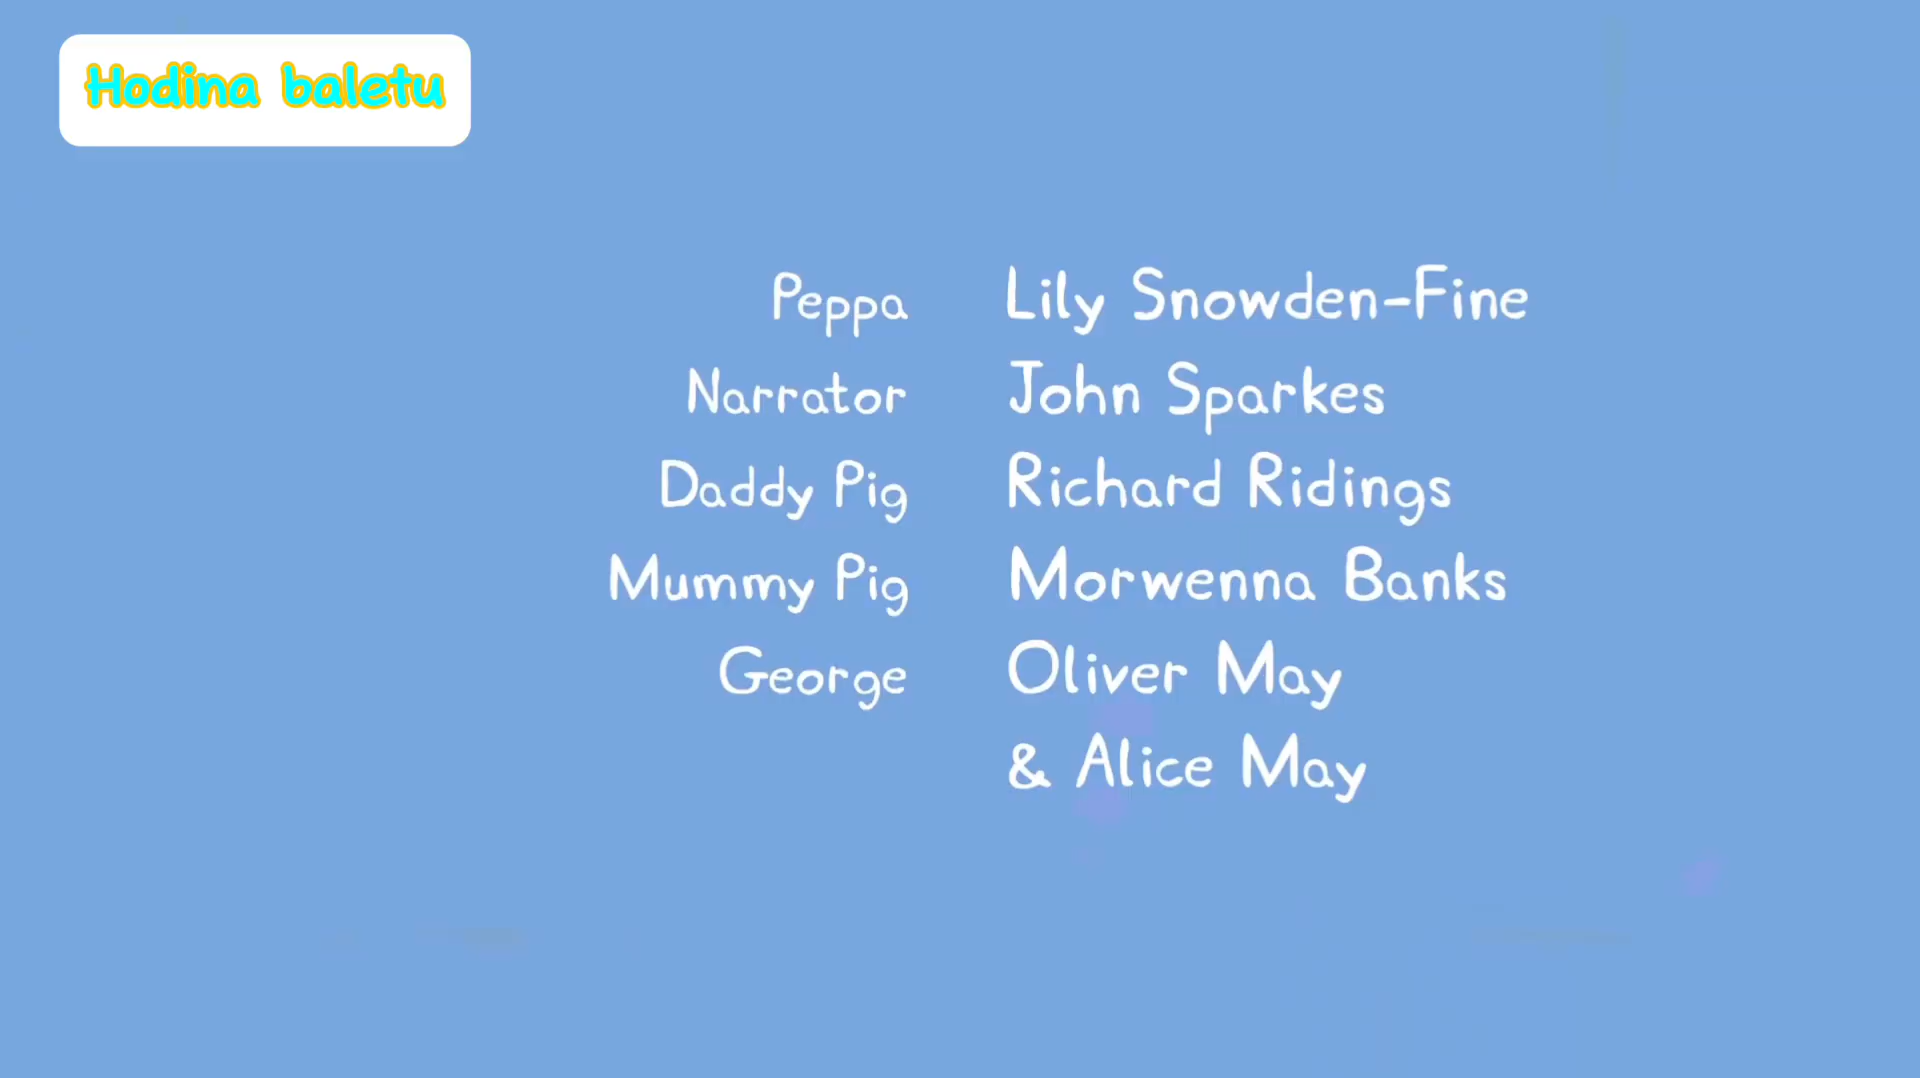 Hodina baletu
Peppa Lily Snowden-Fine
Narrator John Sparkes
Daddy Pig Richard Ridings
Mummy Pig Morwenna Banks
George Oliver May
& Alice May